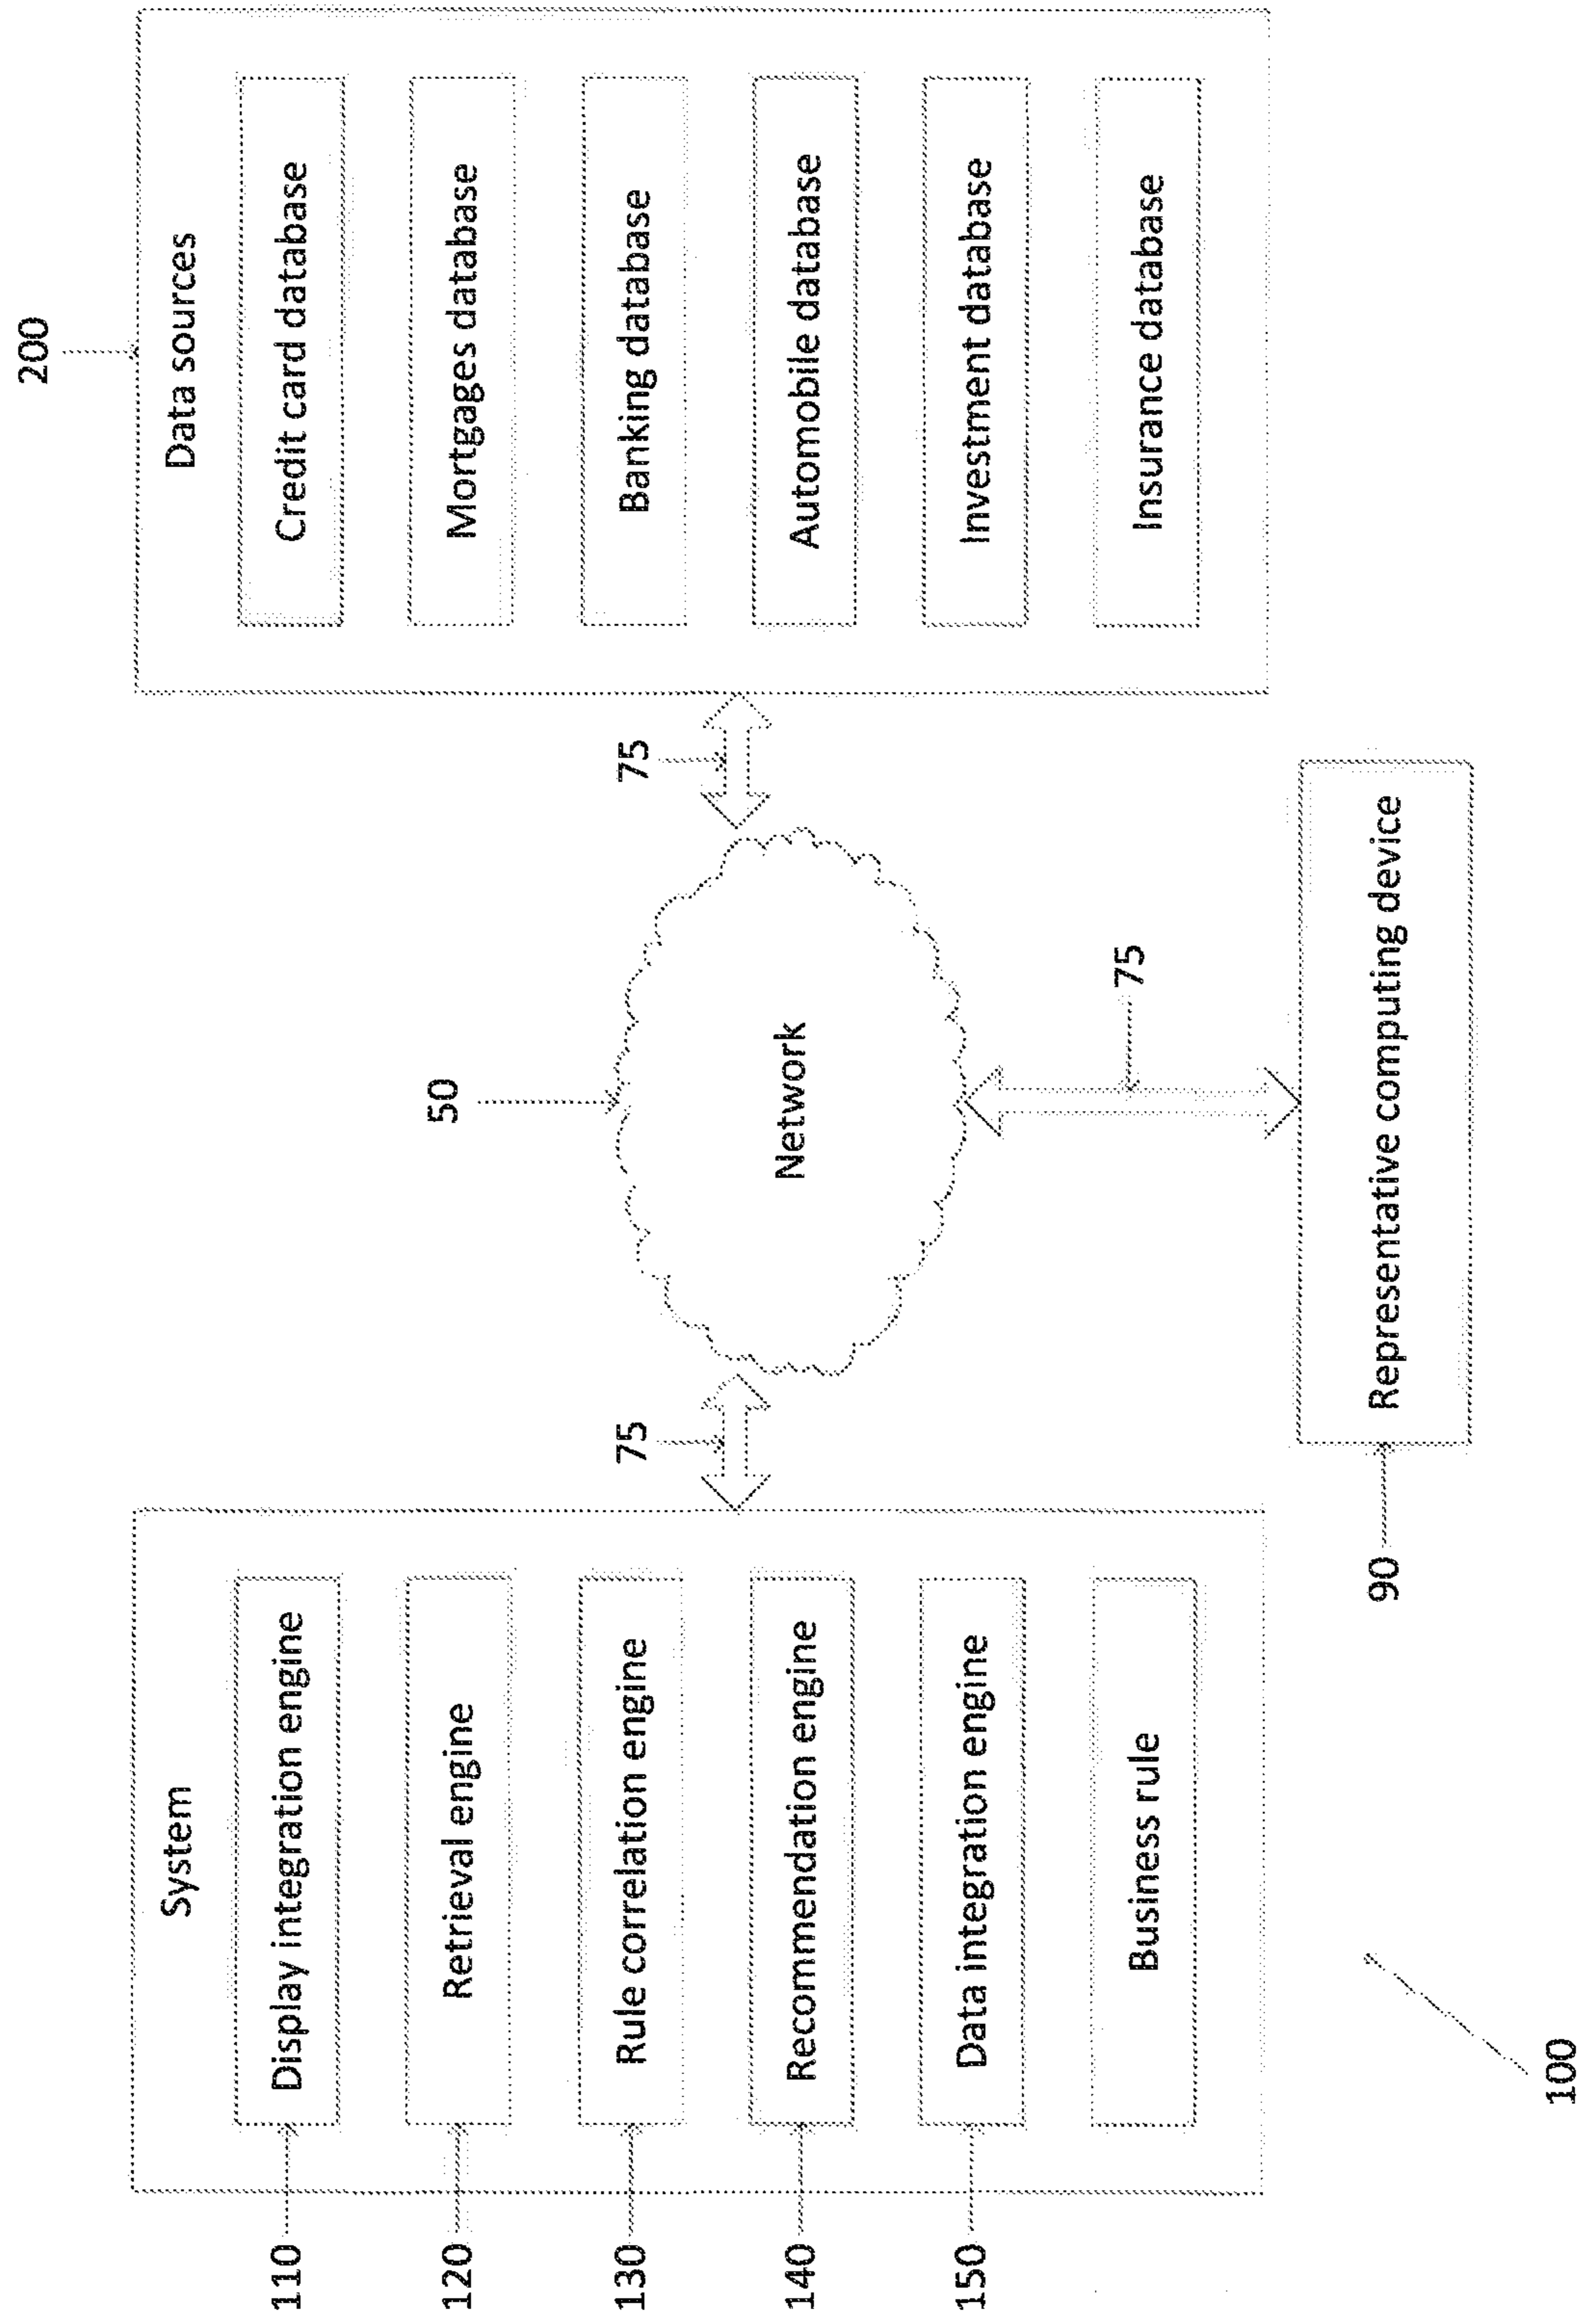 System
110
Display integration engine
120
Retrieval engine
130
Rule correlation engine
140
Recommendation engine
150
Data integration engine
Business rule
100
75
50
Network
75
75
90
Representative computing device
200
Data sources
Credit card database
Mortgages database
Banking database
Automobile database
Investment database
Insurance database